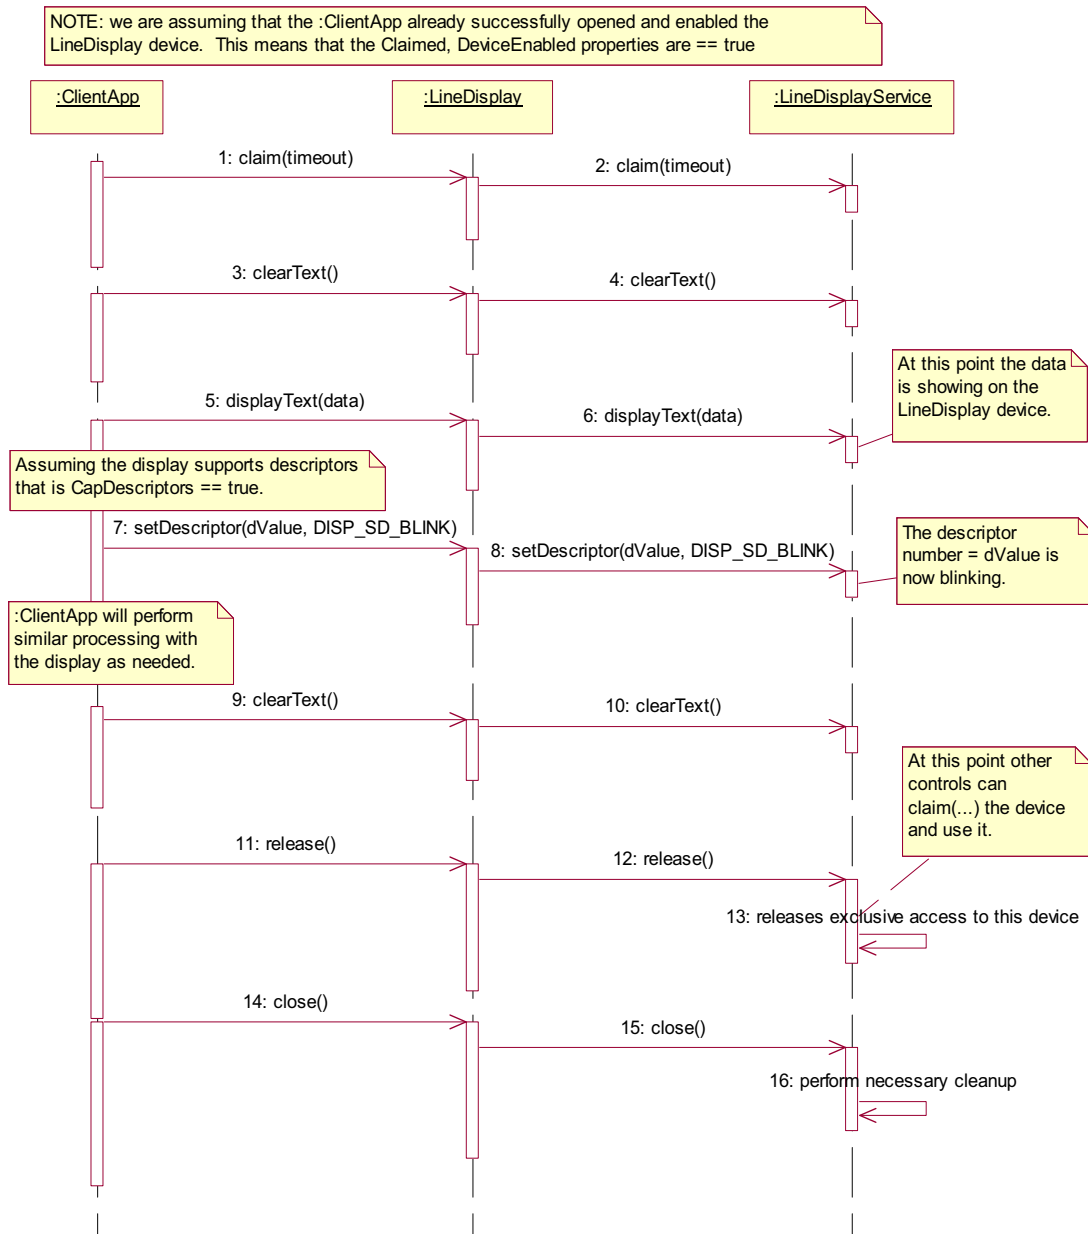 NOTE: we are assuming that the :ClientApp already successfully opened and enabled the
LineDisplay device.  This means that the Claimed, DeviceEnabled properties are == true
:ClientApp
:LineDisplay
:LineDisplayService
1: claim(timeout)
2: claim(timeout)
3: clearText()
4: clearText()
At this point the data
is showing on the
LineDisplay device.
5: displayText(data)
6: displayText(data)
Assuming the display supports descriptors
that is CapDescriptors == true.
7: setDescriptor(dValue, DISP_SD_BLINK)
8: setDescriptor(dValue, DISP_SD_BLINK)
The descriptor
number = dValue is
now blinking.
:ClientApp will perform
similar processing with
the display as needed.
9: clearText()
10: clearText()
At this point other
controls can
claim(...) the device
and use it.
11: release()
12: release()
13: releases exclusive access to this device
14: close()
15: close()
16: perform necessary cleanup